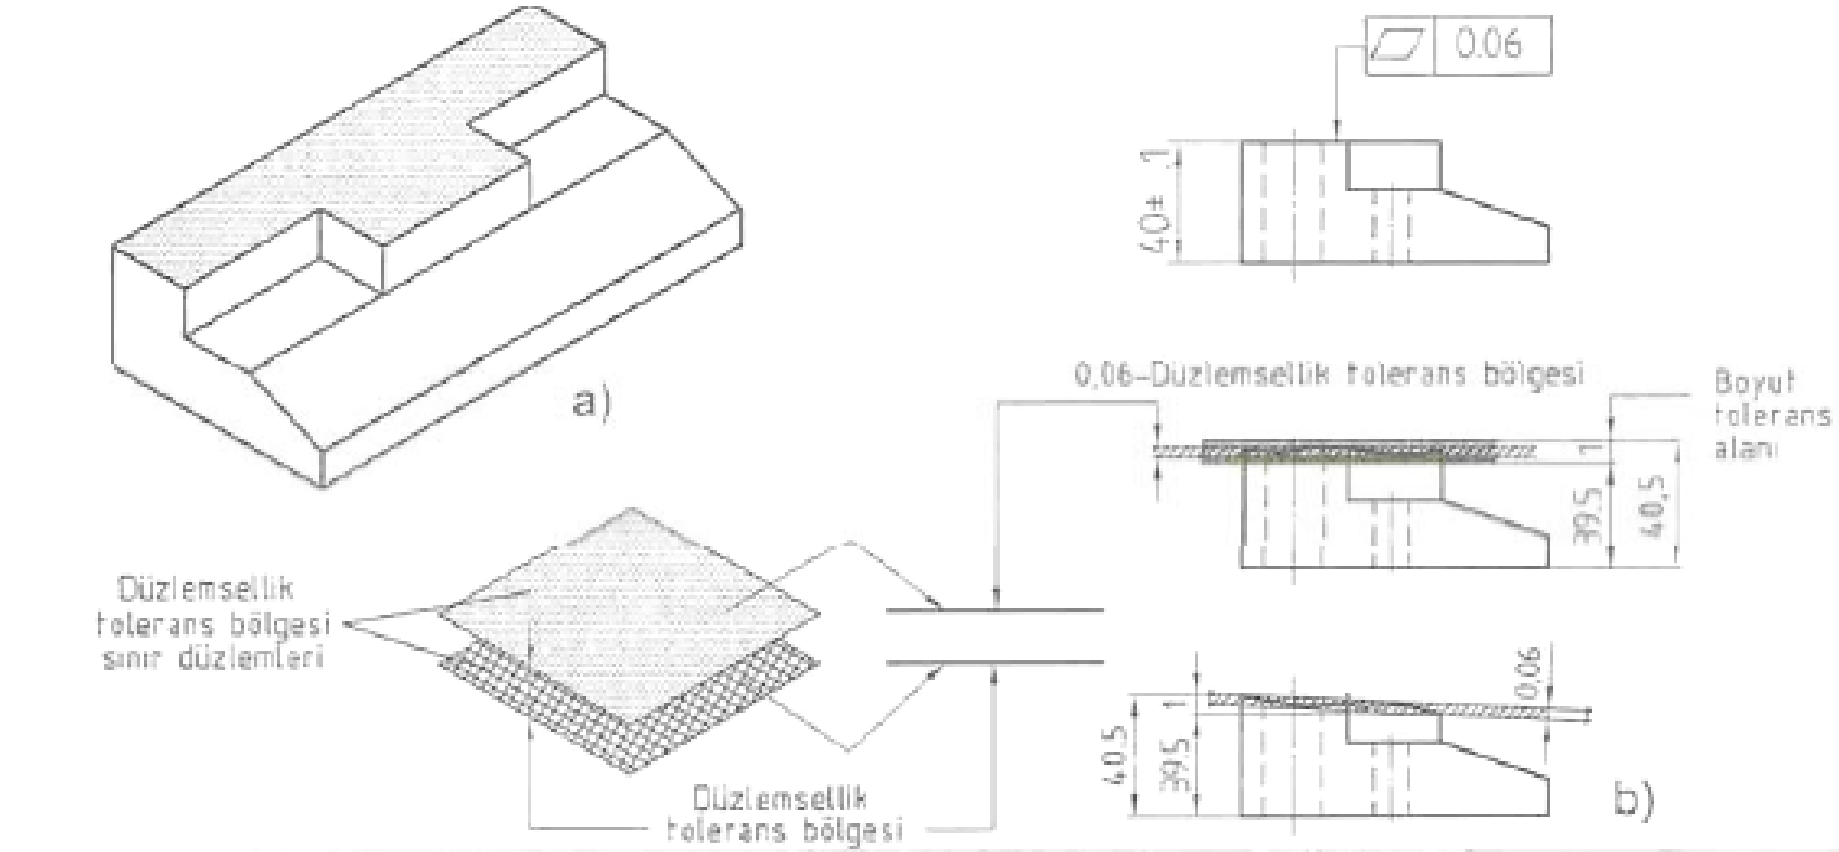 0.06
40± 1
a)
0,06-Düzlemsellik tolerans bölgesi
Boyut
tolerans
alanı
1
39.5
40,5
Düzlemsellik
tolerans bölgesi
sınır düzlemleri
Düzlemsellik
tolerans bölgesi
40.5
1
39.5
0,06
b)